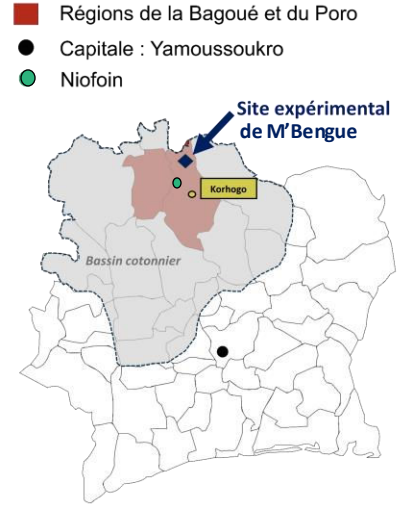 Régions de la Bagoué et du Poro
Capitale : Yamoussoukro
Niofoin
Site expérimental
de M'Bengue
Korhogo
Bassin cotonnier